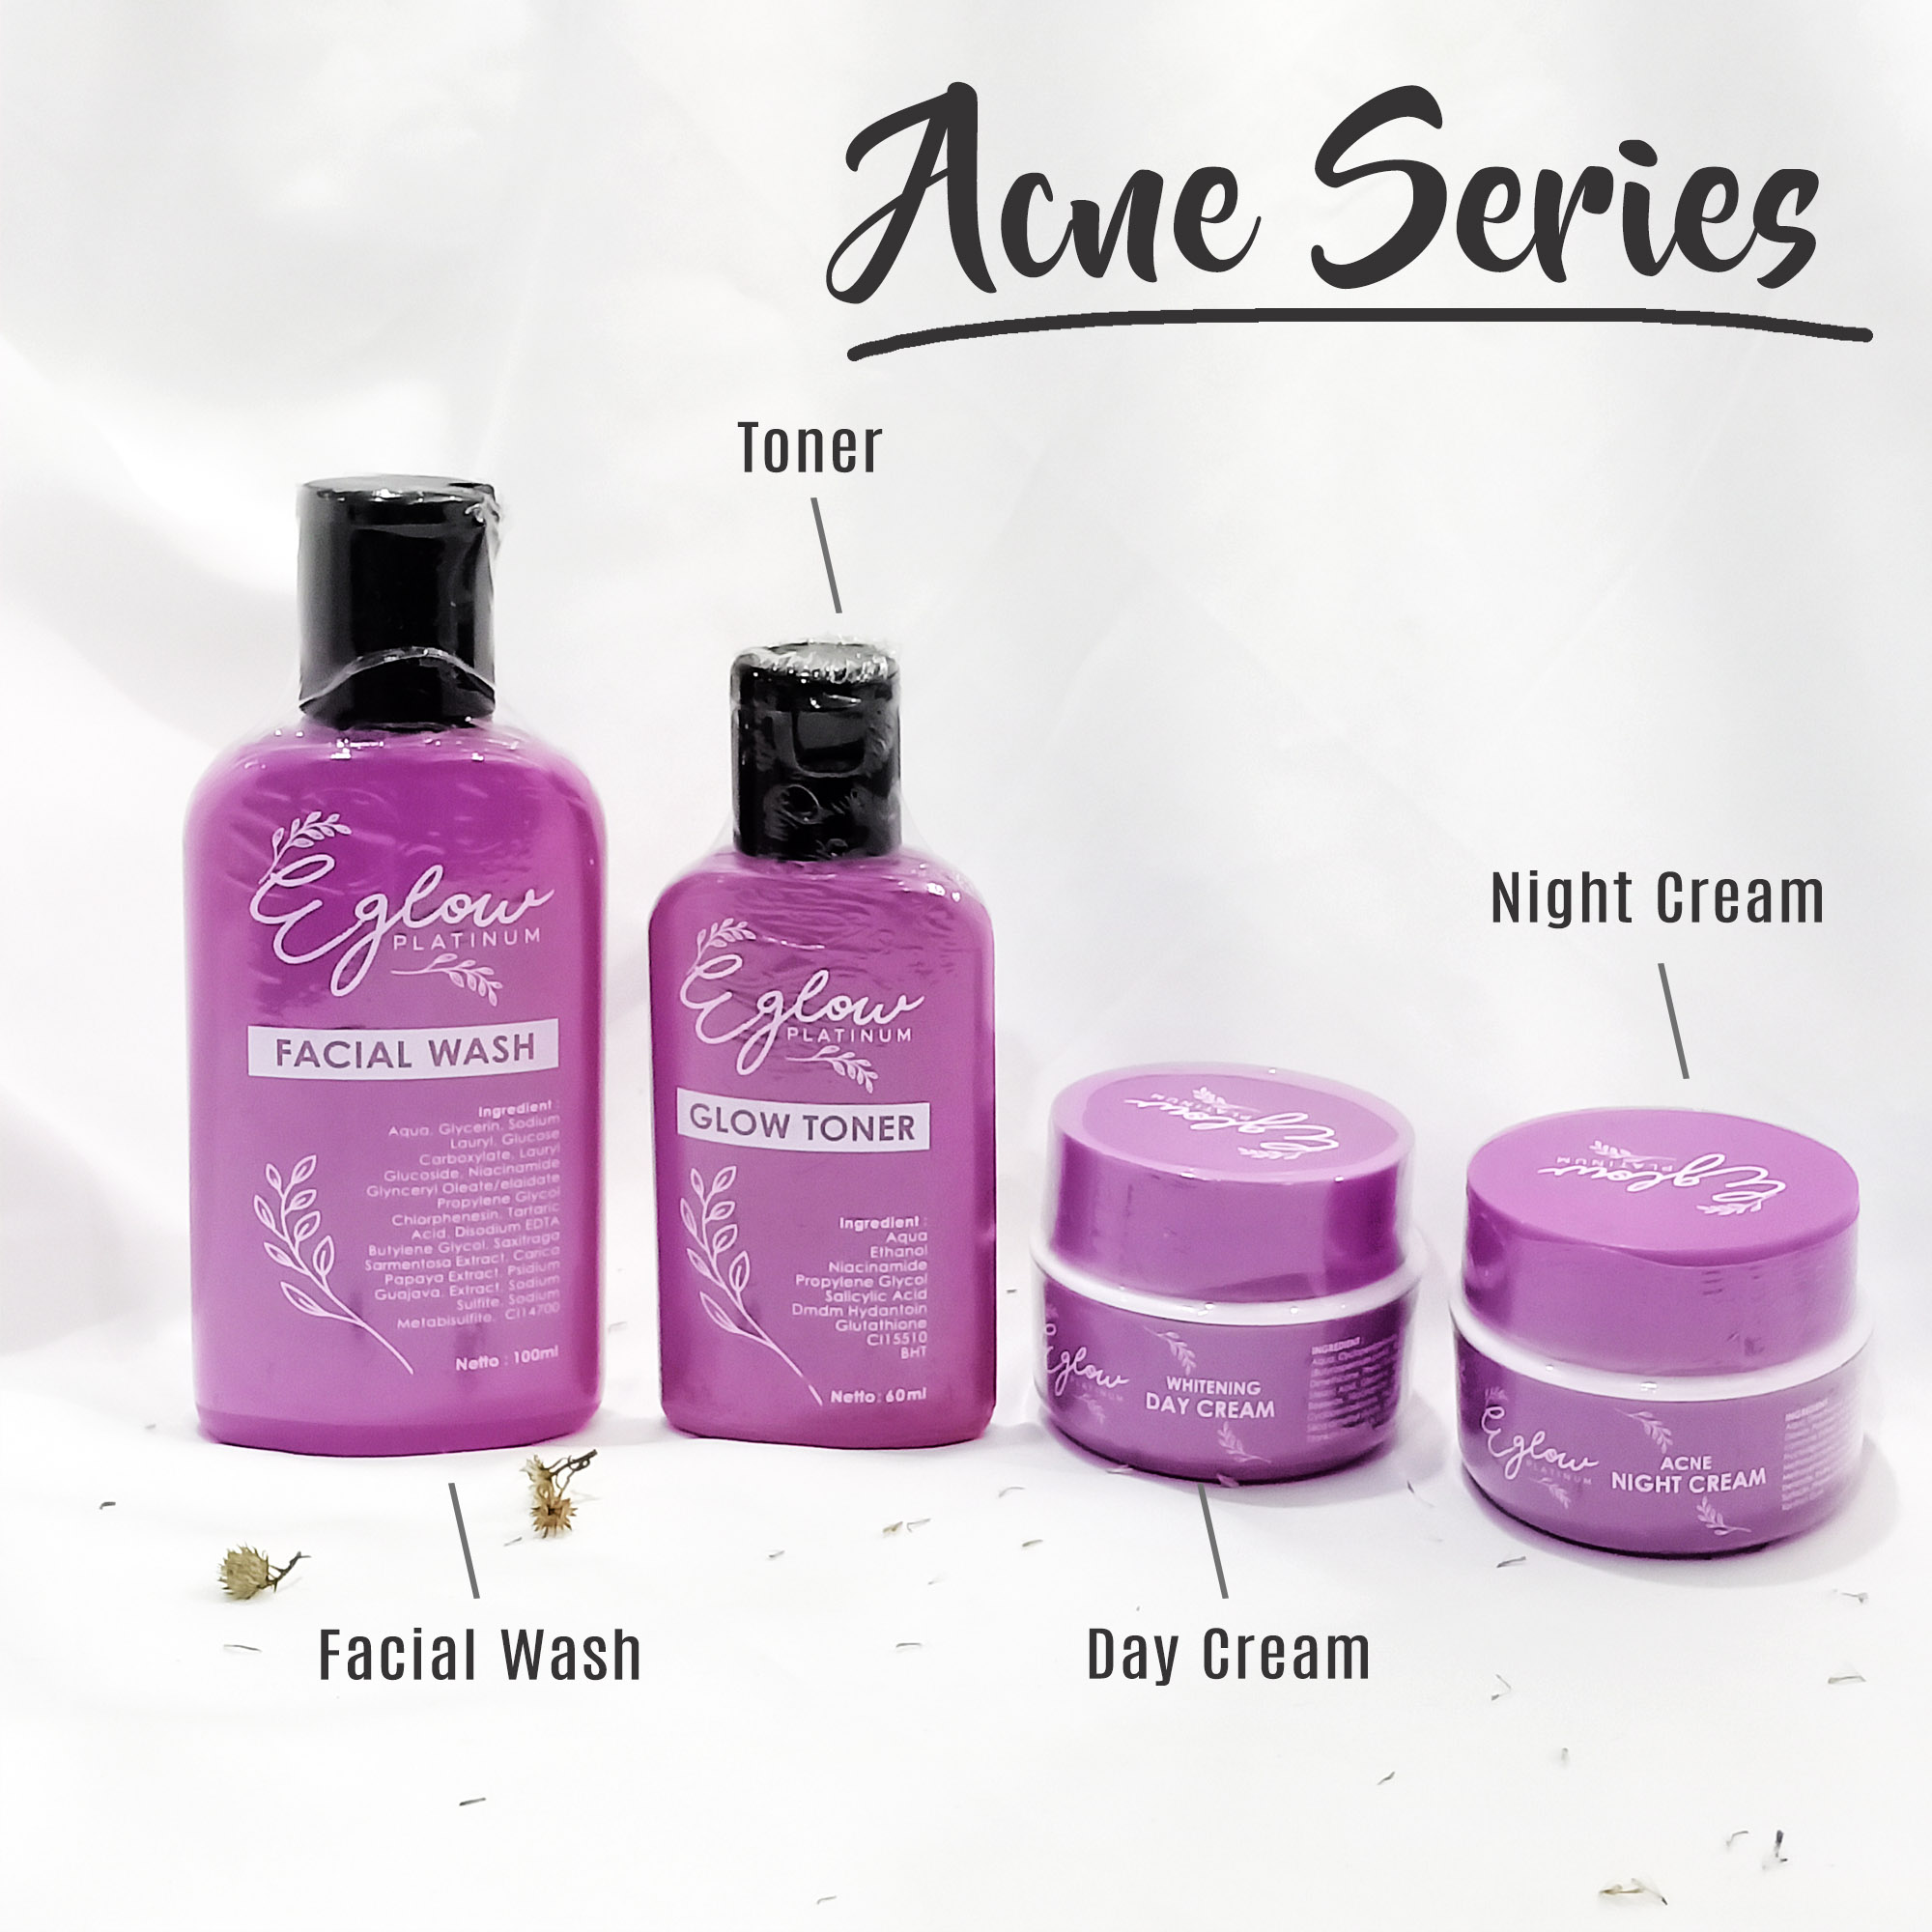 Acne Series
Toner
Night Cream
Eglow
PLATINUM
FACIAL WASH
Ingredient :
Aqua, Glycerin, Sodium
Lauryl, Glucose
Carboxylate, Lauryl
Glucoside, Niacinamide
Glynceryl Oleate/elaidate
Propylene Glycol
Chlorphenesin, Tartaric
Acid, Disodium EDTA
Butylene Glycol, Saxifraga
Sarmentosa Extract, Carica
Papaya Extract, Psidium
Guajava, Extract, Sodium
Sulfite, Sodium
Metabisulfite, CI14700
Netto : 100ml
Eglow
PLATINUM
GLOW TONER
Ingredient :
Aqua
Ethanol
Niacinamide
Propylene Glycol
Salicylic Acid
Dmdm Hydantoin
Glutathione
CI15510
BHT
Netto: 60ml
Eglow
PLATINUM
Eglow
PLATINUM
WHITENING
DAY CREAM
INGREDIENT :
Eglow
PLATINUM
Eglow
PLATINUM
ACNE
NIGHT CREAM
Facial Wash
Day Cream